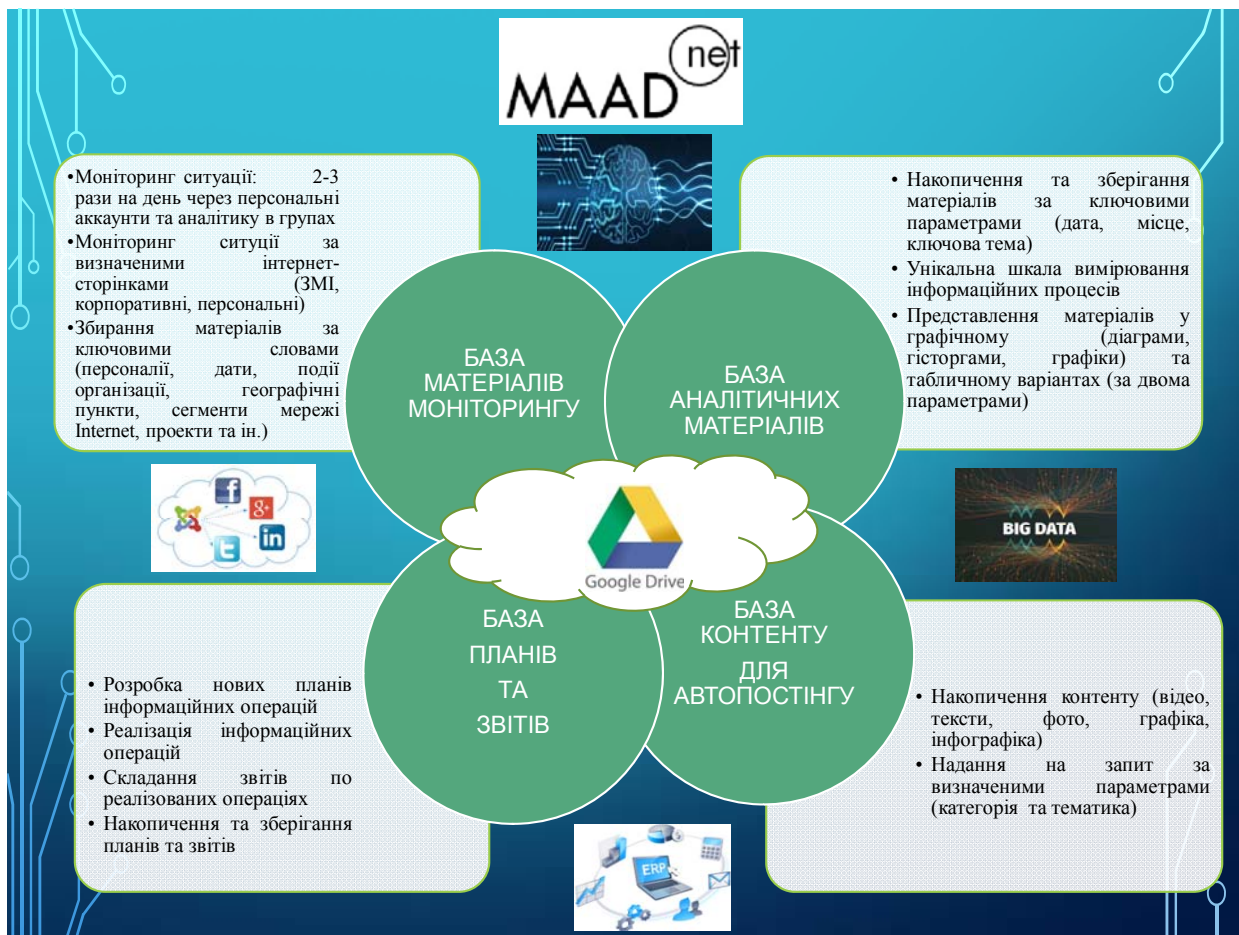 MAAD net
•Моніторинг ситуації: 2-3
рази на день через персональні
аккаунти та аналітику в групах
•Моніторинг ситуції за
визначеними інтернет-
сторінками (ЗМІ,
корпоративні, персональні)
•Збирання матеріалів за
ключовими словами
(персоналії, дати, події
організації, географічні
пункти, сегменти мережі
Internet, проекти та ін.)
• Накопичення та зберігання
матеріалів за ключовими
параметрами (дата, місце,
ключова тема)
• Унікальна шкала вимірювання
інформаційних процесів
• Представлення матеріалів у
графічному (діаграми,
гісторгами, графіки) та
табличному варіантах (за двома
параметрами)
БАЗА
МАТЕРІАЛІВ
МОНІТОРИНГУ
БАЗА
АНАЛІТИЧНИХ
МАТЕРІАЛІВ
f
g+
t
in
Google Drive
BIG DATA
БАЗА
ПЛАНІВ
ТА
ЗВІТІВ
БАЗА
КОНТЕНТУ
ДЛЯ
АВТОПОСТІНГУ
• Розробка нових планів
інформаційних операцій
• Реалізація інформаційних
операцій
• Складання звітів по
реалізованих операціях
• Накопичення та зберігання
планів та звітів
• Накопичення контенту (відео,
тексти, фото, графіка,
інфографіка)
• Надання на запит за
визначеними параметрами
(категорія та тематика)
ERP